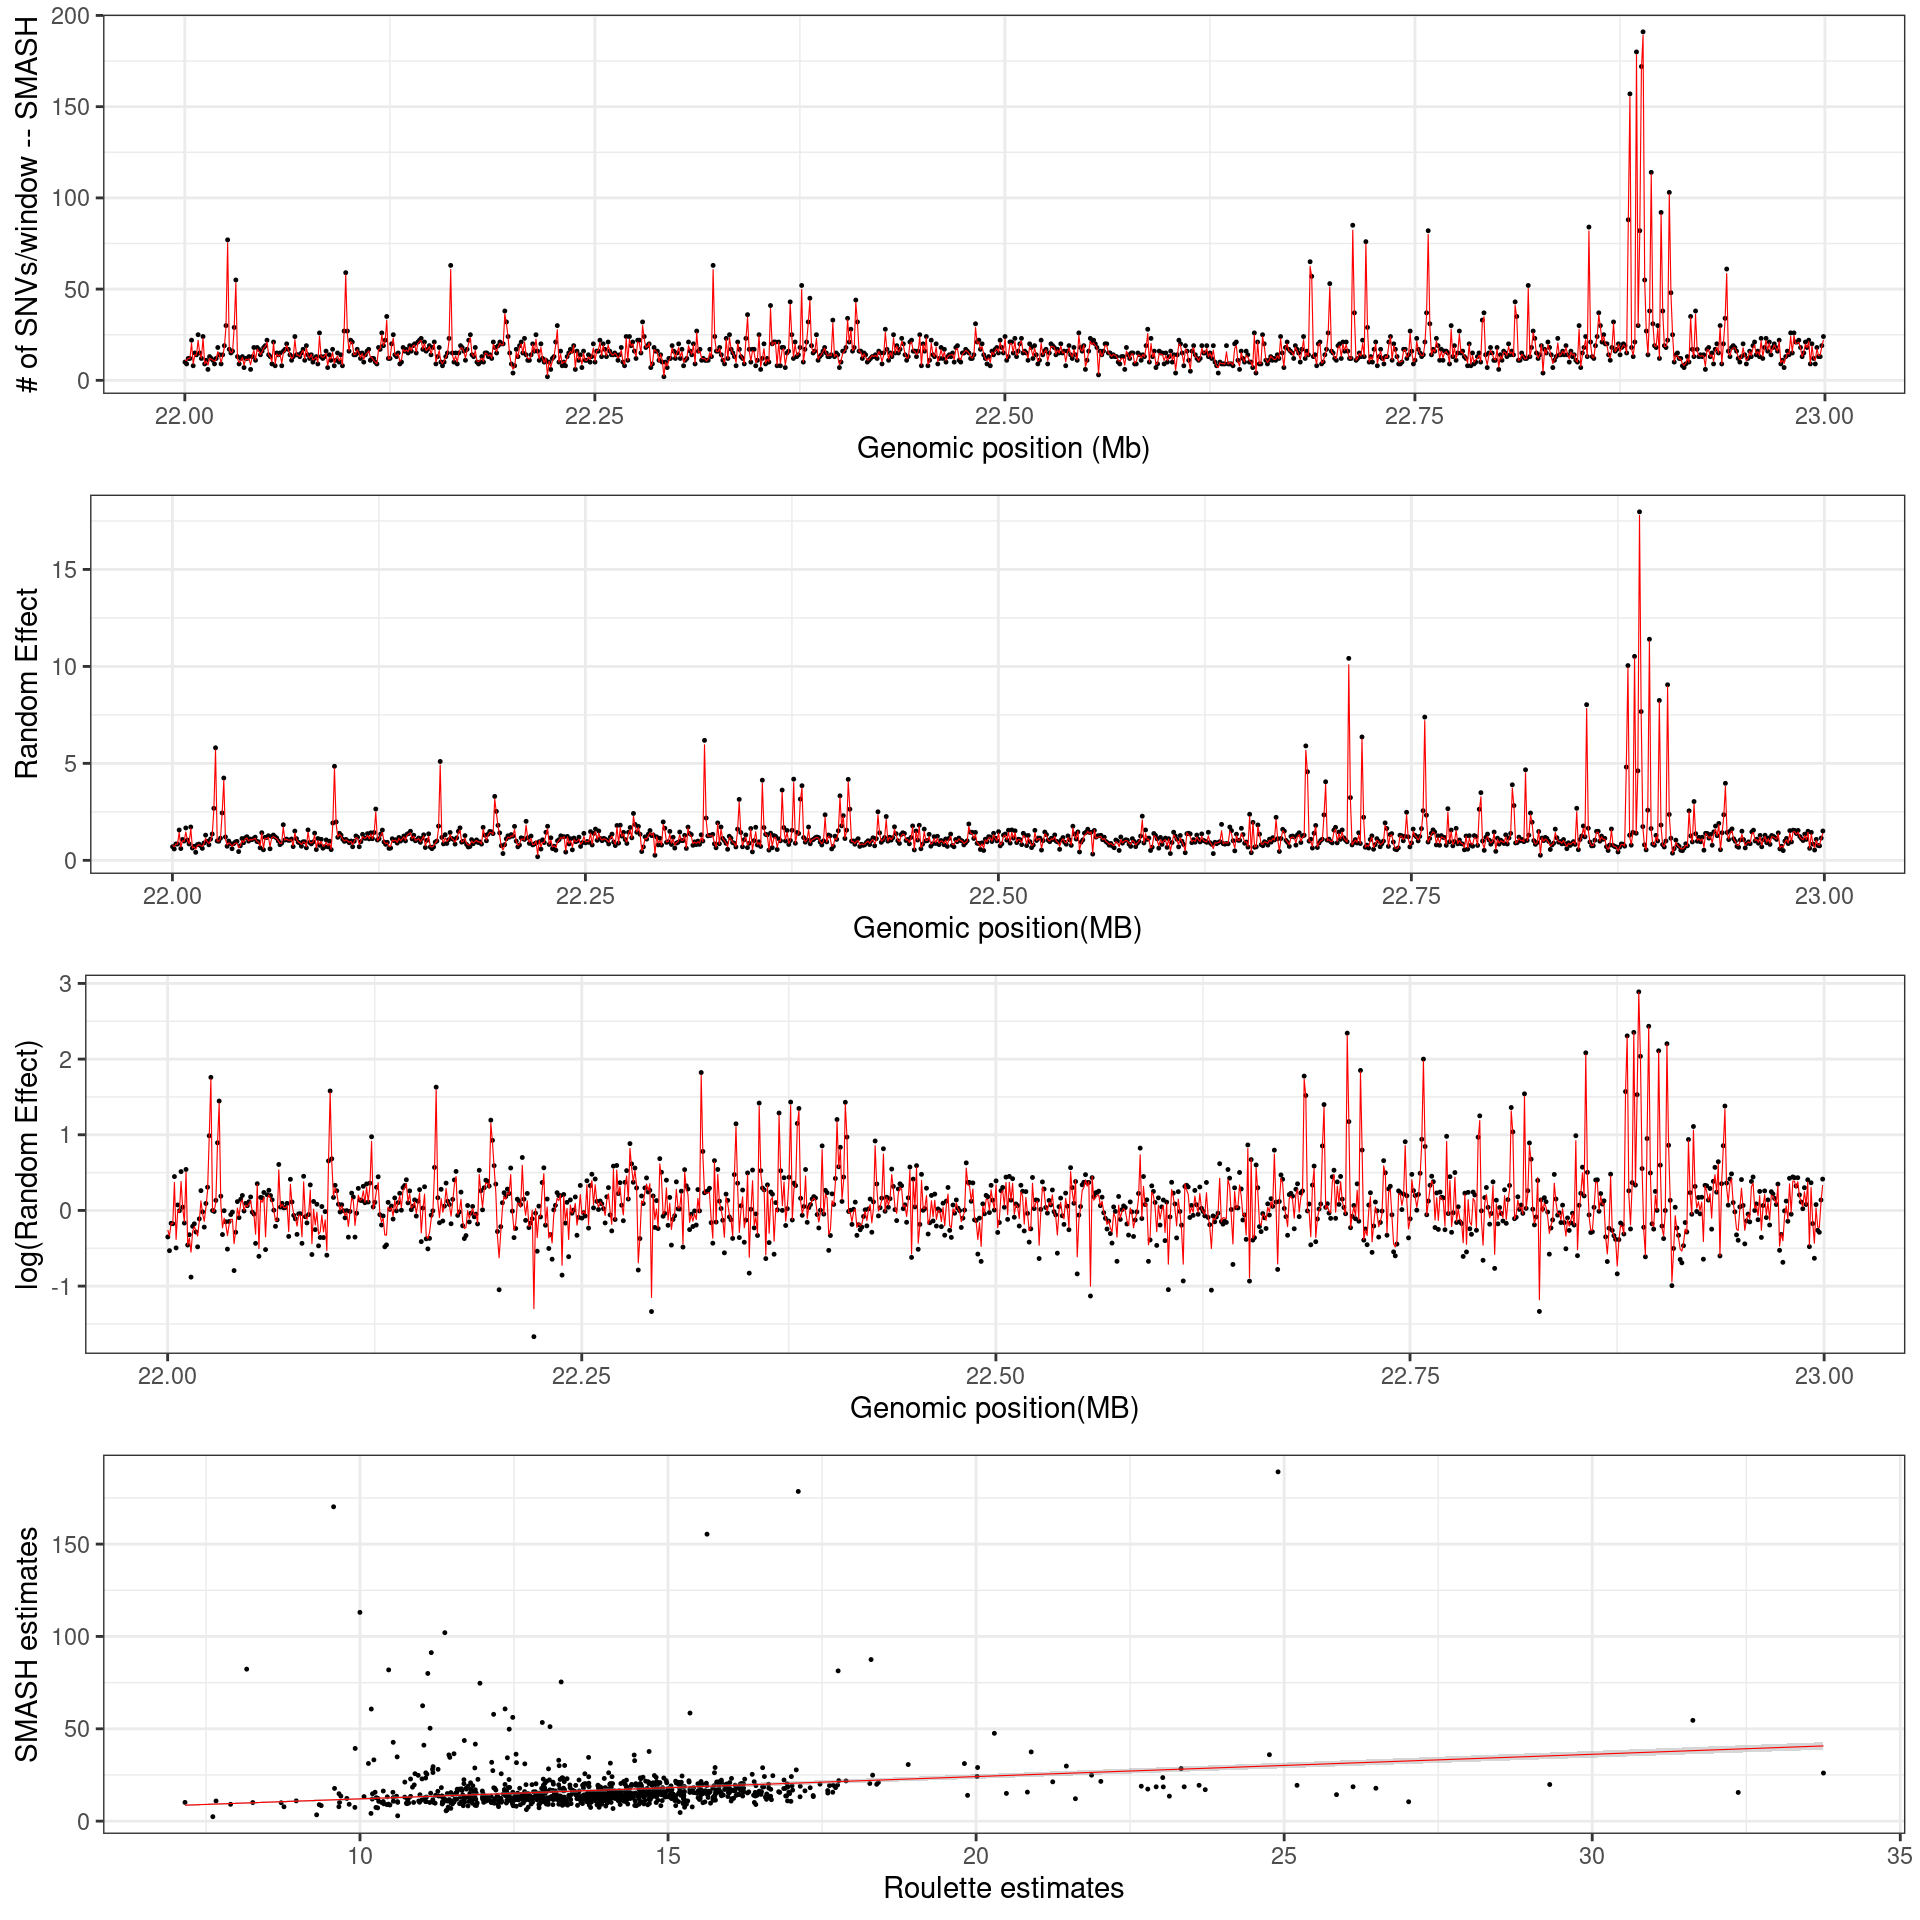 # of SNVs/window -- SMASH
200
150
100
50
0
22.00 22.25 22.50 22.75 23.00
Genomic position (Mb)
Random Effect
15
10
5
0
22.00 22.25 22.50 22.75 23.00
Genomic position(MB)
log(Random Effect)
3
2
1
0
-1
22.00 22.25 22.50 22.75 23.00
Genomic position(MB)
SMASH estimates
150
100
50
0
10 15 20 25 30 35
Roulette estimates